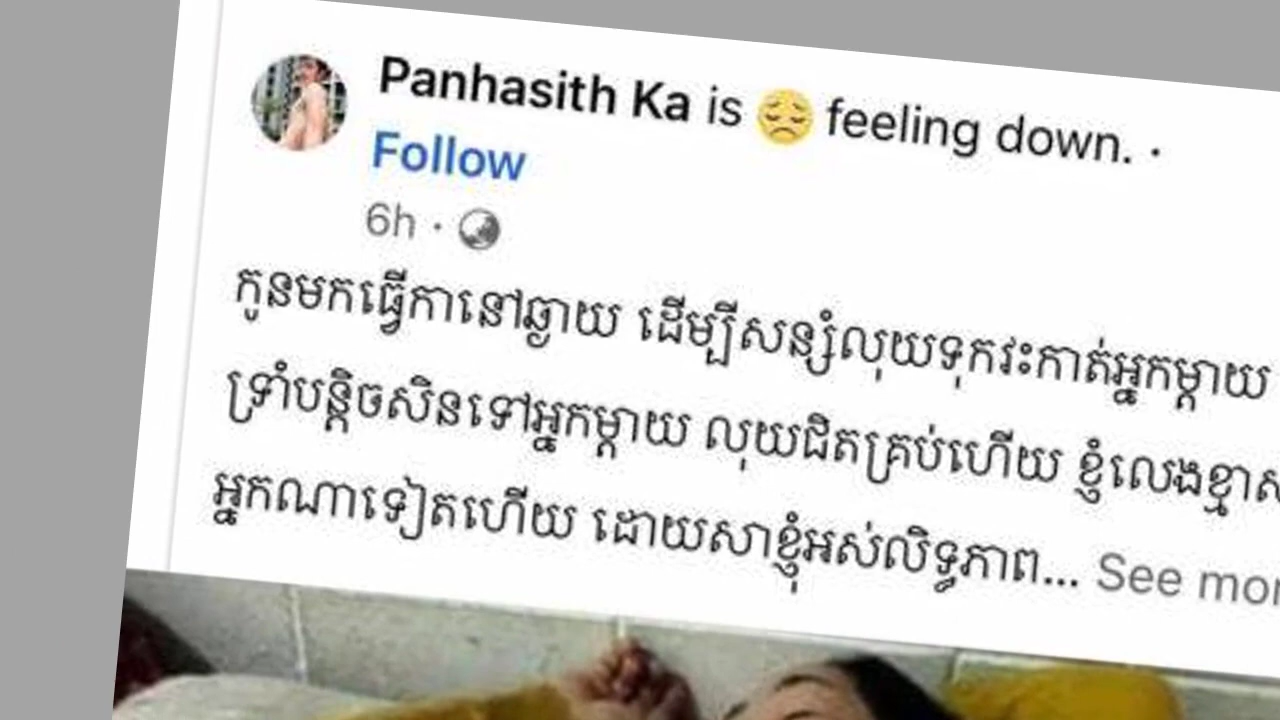 Panhasith Ka is 😞 feeling down. ·
Follow
6h ·
កូនមកធ្វើកានៅឆ្ងាយ ដើម្បីសន្សំលុយទុកវះកាត់អ្នកម្ដាយ
ទ្រាំបន្តិចសិនទៅអ្នកម្ដាយ លុយជិតគ្រប់ហើយ ខ្ញុំលេងខ្មាស
អ្នកណាទៀតហើយ ដោយសាខ្ញុំអស់លិទ្ធភាព... See mor